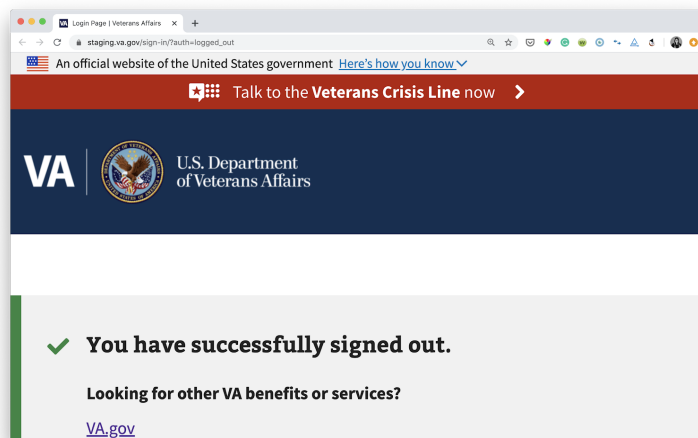 Login Page | Veterans Affairs
staging.va.gov/sign-in/?auth=logged_out
An official website of the United States government Here's how you know
Talk to the Veterans Crisis Line now
VA
U.S. Department
of Veterans Affairs
You have successfully signed out.
Looking for other VA benefits or services?
VA.gov